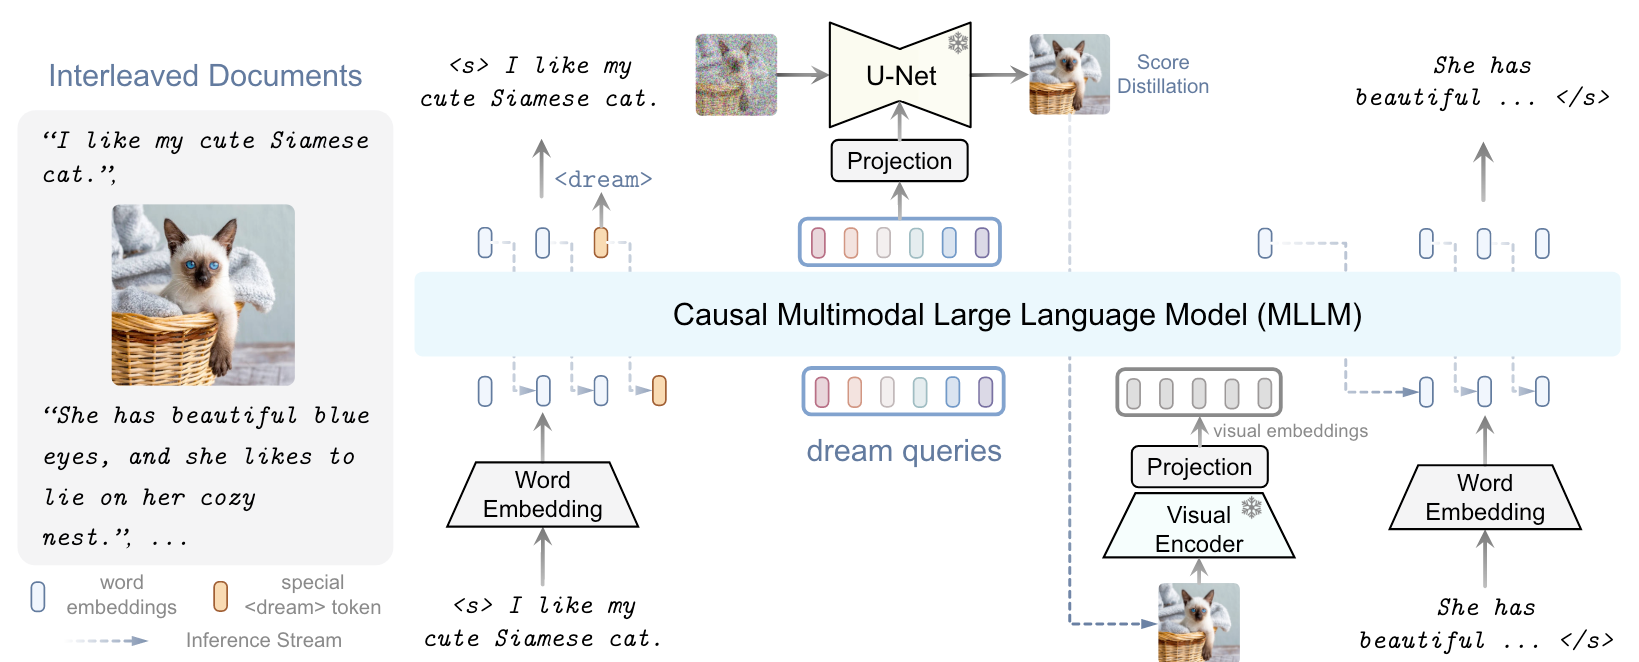 Interleaved Documents
“I like my cute Siamese
cat.”,
“She has beautiful blue
eyes, and she likes to
lie on her cozy
nest.”, ...
word
embeddings
special
<dream> token
Inference Stream
<s> I like my
cute Siamese cat.
<dream>
U-Net
Score
Distillation
Projection
She has
beautiful ... </s>
Causal Multimodal Large Language Model (MLLM)
dream queries
visual embeddings
Projection
Visual
Encoder
Word
Embedding
Word
Embedding
<s> I like my
cute Siamese cat.
She has
beautiful ... </s>